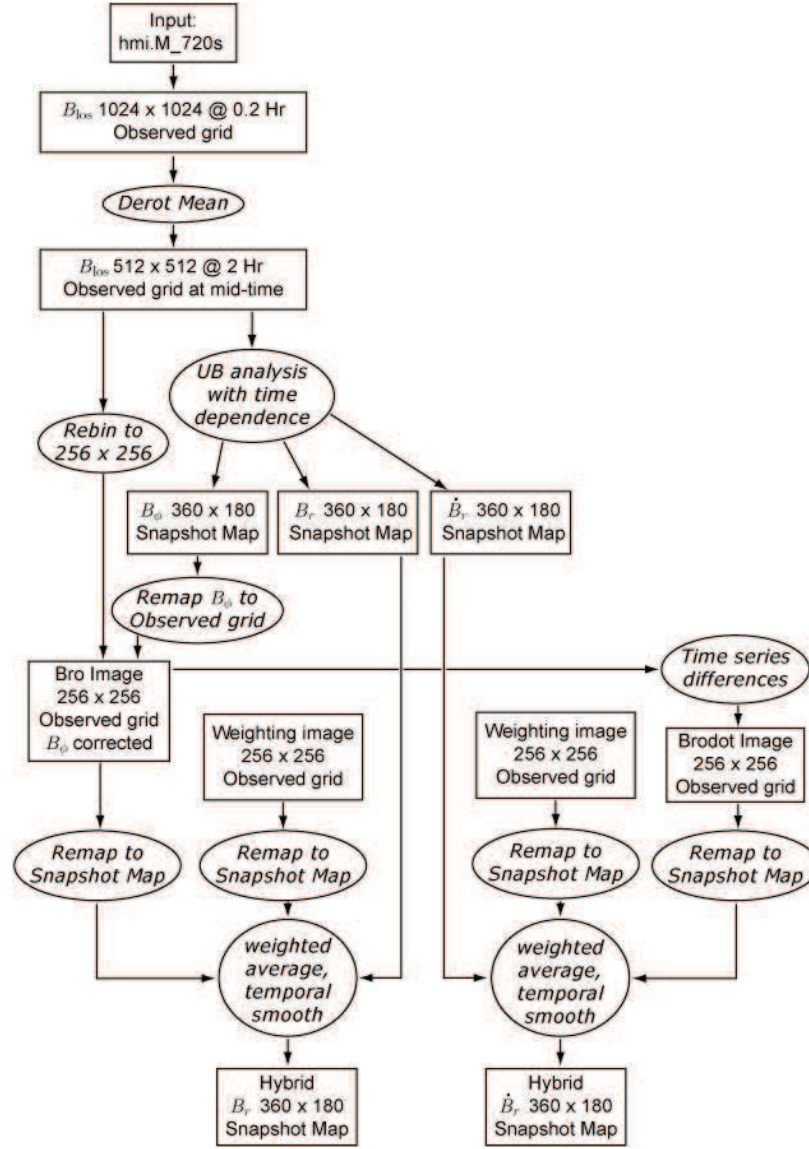 Input:
hmi.M_720s
B_los 1024 x 1024 @ 0.2 Hr
Observed grid
Derot Mean
B_los 512 x 512 @ 2 Hr
Observed grid at mid-time
UB analysis
with time
dependence
Rebin to
256 x 256
B_ϕ 360 x 180
Snapshot Map
B_r 360 x 180
Snapshot Map
Ḃ_r 360 x 180
Snapshot Map
Remap B_ϕ to
Observed grid
Bro Image
256 x 256
Observed grid
B_ϕ corrected
Time series
differences
Weighting image
256 x 256
Observed grid
Weighting image
256 x 256
Observed grid
Brodot Image
256 x 256
Observed grid
Remap to
Snapshot Map
Remap to
Snapshot Map
Remap to
Snapshot Map
Remap to
Snapshot Map
weighted
average,
temporal
smooth
weighted
average,
temporal
smooth
Hybrid
B_r 360 x 180
Snapshot Map
Hybrid
Ḃ_r 360 x 180
Snapshot Map